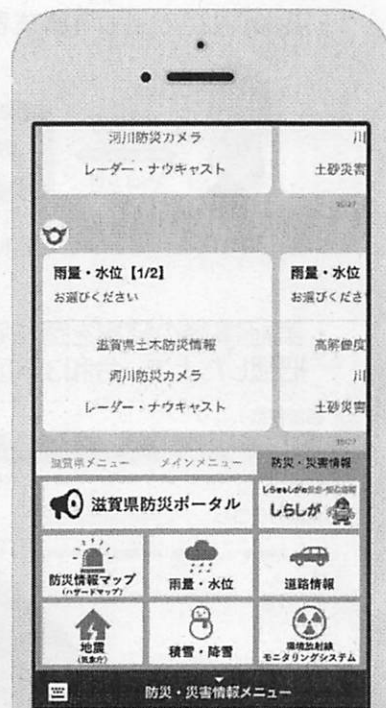 河川防災カメラ
レーダー・ナウキャスト
川
土砂災害
雨量・水位【1/2】
お選びください
滋賀県土木防災情報
河川防災カメラ
レーダー・ナウキャスト
雨量・水位
お選びくださ
高解像度
川
土砂災害
滋賀県メニュー
メインメニュー
防災・災害情報
滋賀県防災ポータル
しらしが
防災情報マップ
(ハザードマップ)
雨量・水位
道路情報
地震
(気象庁)
積雪・降雪
環境放射線
モニタリングシステム
防災・災害情報メニュー